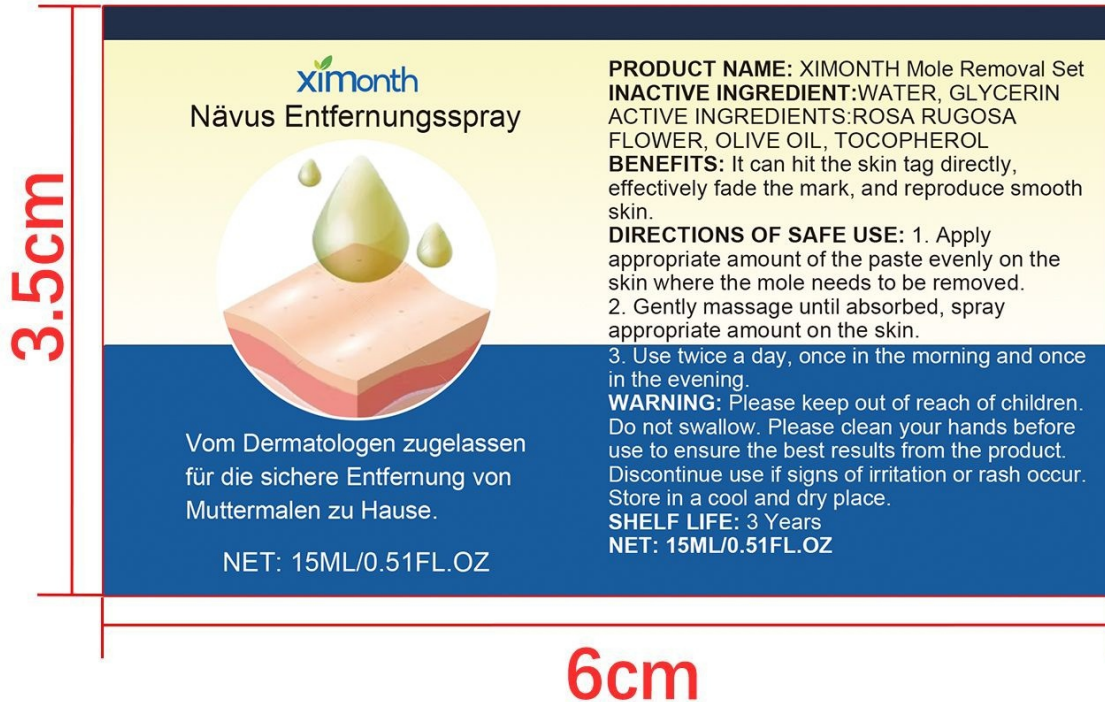 3.5cm
xımonth
Nävus Entfernungsspray
Vom Dermatologen zugelassen
für die sichere Entfernung von
Muttermalen zu Hause.
NET: 15ML/0.51FL.OZ
PRODUCT NAME: XIMONTH Mole Removal Set
INACTIVE INGREDIENT:WATER, GLYCERIN
ACTIVE INGREDIENTS:ROSA RUGOSA
FLOWER, OLIVE OIL, TOCOPHEROL
BENEFITS: It can hit the skin tag directly,
effectively fade the mark, and reproduce smooth
skin.
DIRECTIONS OF SAFE USE: 1. Apply
appropriate amount of the paste evenly on the
skin where the mole needs to be removed.
2. Gently massage until absorbed, spray
appropriate amount on the skin.
3. Use twice a day, once in the morning and once
in the evening.
WARNING: Please keep out of reach of children.
Do not swallow. Please clean your hands before
use to ensure the best results from the product.
Discontinue use if signs of irritation or rash occur.
Store in a cool and dry place.
SHELF LIFE: 3 Years
NET: 15ML/0.51FL.OZ
6cm